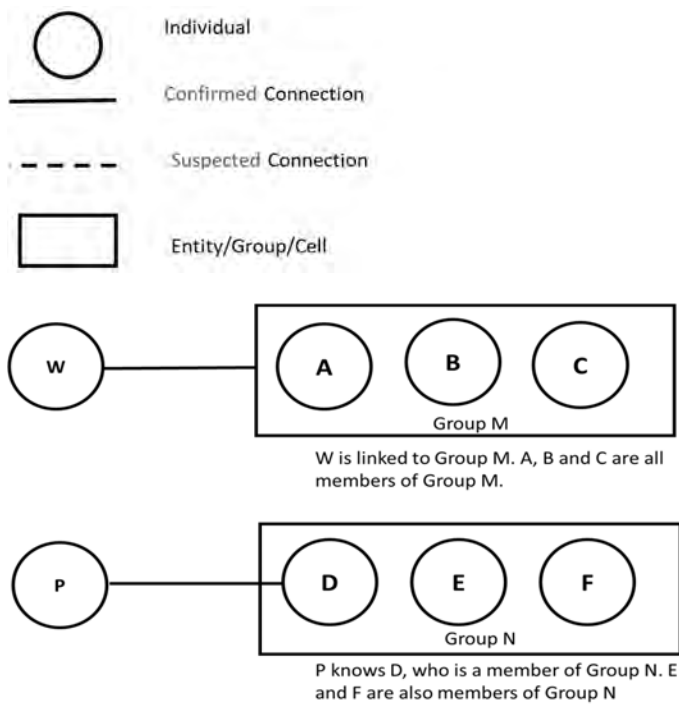 Individual
Confirmed Connection
Suspected Connection
Entity/Group/Cell
W
A
B
C
Group M
W is linked to Group M. A, B and C are all
members of Group M.
P
D
E
F
Group N
P knows D, who is a member of Group N. E
and F are also members of Group N